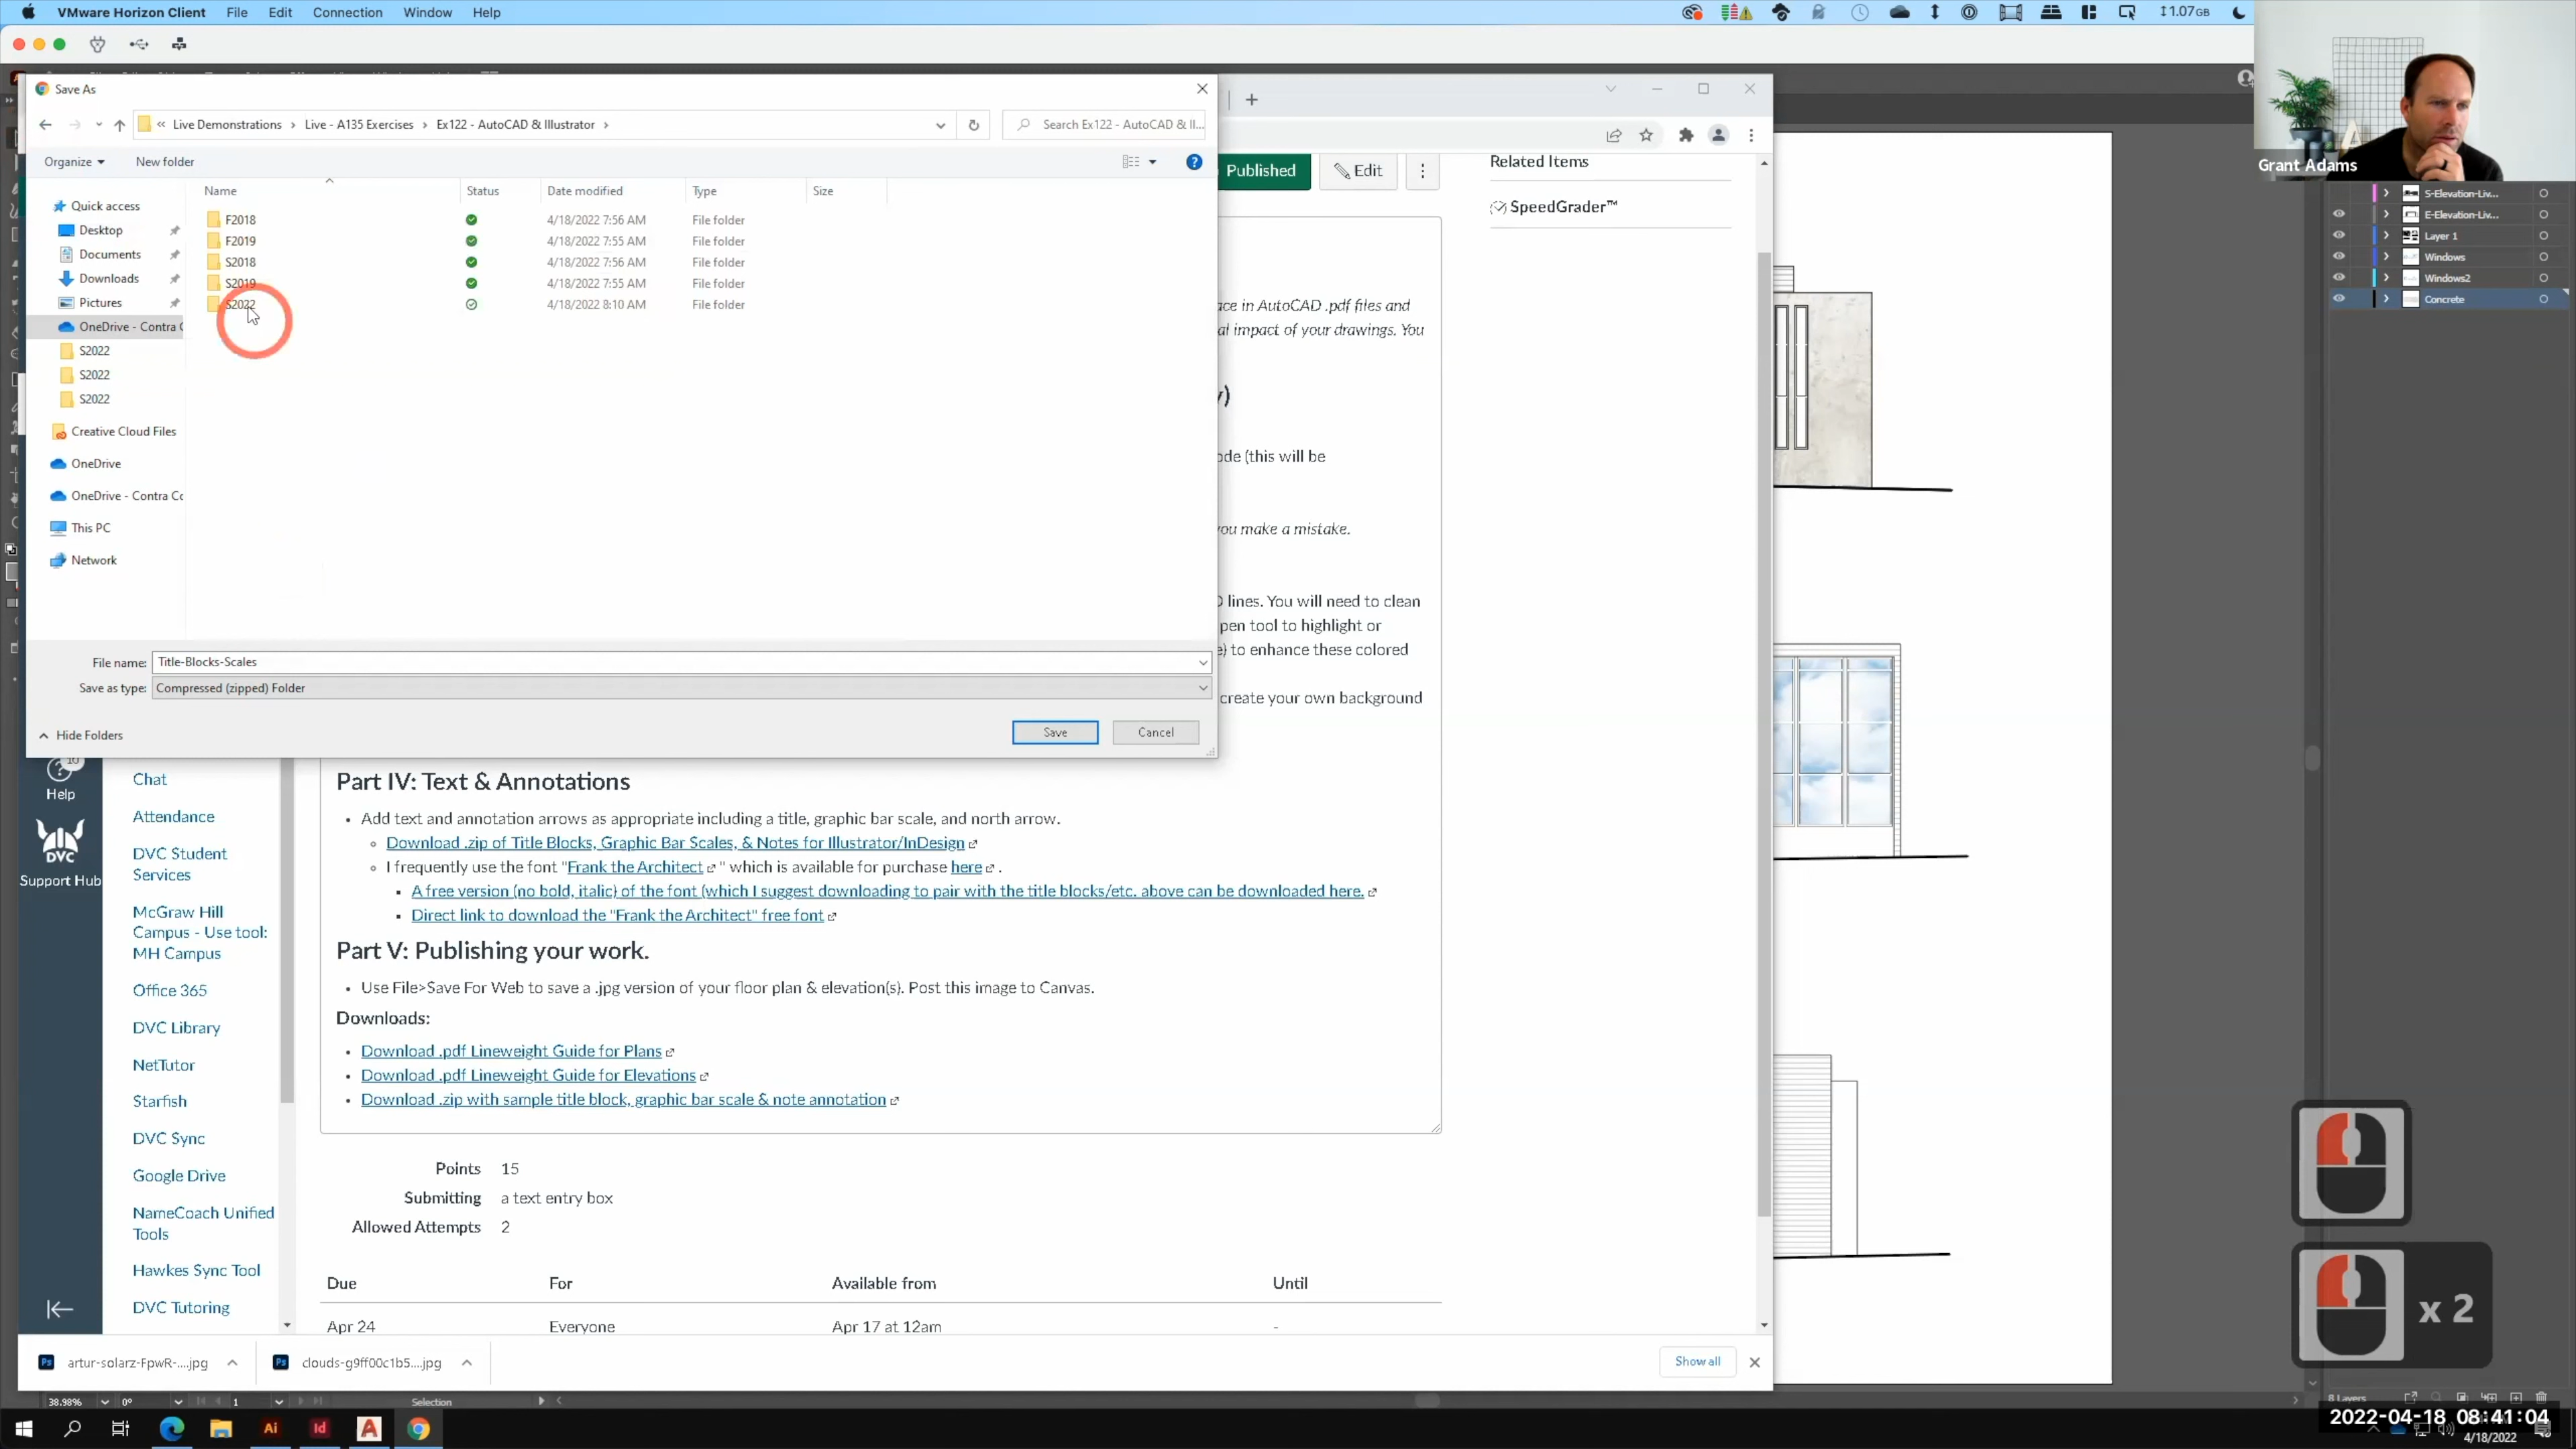 VMware Horizon Client File Edit Connection Window Help
1.07GB
Save As
« Live Demonstrations › Live - A135 Exercises › Ex122 - AutoCAD & Illustrator ›
Search Ex122 - AutoCAD & Il...
Organize New folder
Name Status Date modified Type Size
F2018 4/18/2022 7:56 AM File folder
F2019 4/18/2022 7:55 AM File folder
S2018 4/18/2022 7:56 AM File folder
S2019 4/18/2022 7:55 AM File folder
S2022 4/18/2022 8:10 AM File folder
Quick access
Desktop
Documents
Downloads
Pictures
OneDrive - Contra C
S2022
S2022
S2022
Creative Cloud Files
OneDrive
OneDrive - Contra Co
This PC
Network
File name: Title-Blocks-Scales
Save as type: Compressed (zipped) Folder
Hide Folders
Save Cancel
Published Edit
Related Items
SpeedGrader™
ace in AutoCAD .pdf files and
al impact of your drawings. You
ode (this will be
you make a mistake.
lines. You will need to clean
pen tool to highlight or
e) to enhance these colored
create your own background
Grant Adams
S-Elevation-Liv...
E-Elevation-Liv...
Layer 1
Windows
Windows2
Concrete
10
Help
DVC
Support Hub
Chat
Attendance
DVC Student
Services
McGraw Hill
Campus - Use tool:
MH Campus
Office 365
DVC Library
NetTutor
Starfish
DVC Sync
Google Drive
NameCoach Unified
Tools
Hawkes Sync Tool
DVC Tutoring
Part IV: Text & Annotations
• Add text and annotation arrows as appropriate including a title, graphic bar scale, and north arrow.
Download .zip of Title Blocks, Graphic Bar Scales, & Notes for Illustrator/InDesign
I frequently use the font "Frank the Architect " which is available for purchase here .
A free version (no bold, italic) of the font (which I suggest downloading to pair with the title blocks/etc. above can be downloaded here.
Direct link to download the "Frank the Architect" free font
Part V: Publishing your work.
• Use File>Save For Web to save a .jpg version of your floor plan & elevation(s). Post this image to Canvas.
Downloads:
• Download .pdf Lineweight Guide for Plans
• Download .pdf Lineweight Guide for Elevations
• Download .zip with sample title block, graphic bar scale & note annotation
Points 15
Submitting a text entry box
Allowed Attempts 2
Due For Available from Until
Apr 24 Everyone Apr 17 at 12am -
Ps artur-solarz-FpwR-....jpg
Ps clouds-g9ff00c1b5....jpg
Show all
x 2
38.98% 0° 1 Selection
8 Layers
Ai Id A
2022-04-18 08:41:04
4/18/2022